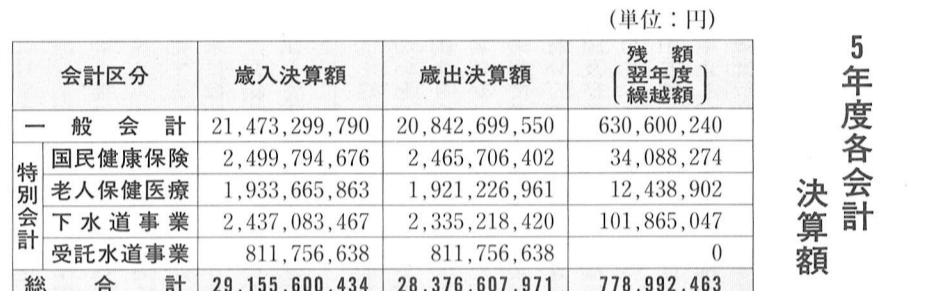 5年度各会計
決算額
(単位：円)
会計区分 歳入決算額 歳出決算額 残額〔翌年度繰越額〕
一般会計 21,473,299,790 20,842,699,550 630,600,240
特別会計
国民健康保険 2,499,794,676 2,465,706,402 34,088,274
老人保健医療 1,933,665,863 1,921,226,961 12,438,902
下水道事業 2,437,083,467 2,335,218,420 101,865,047
受託水道事業 811,756,638 811,756,638 0
総合計 29,155,600,434 28,376,607,971 778,992,463